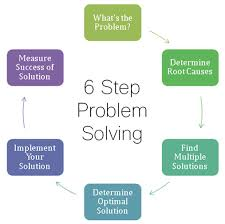 What's the
Problem?
Determine
Root Causes
Find
Multiple
Solutions
Determine
Optimal
Solution
Implement
Your
Solution
Measure
Success of
Solution
6 Step
Problem
Solving